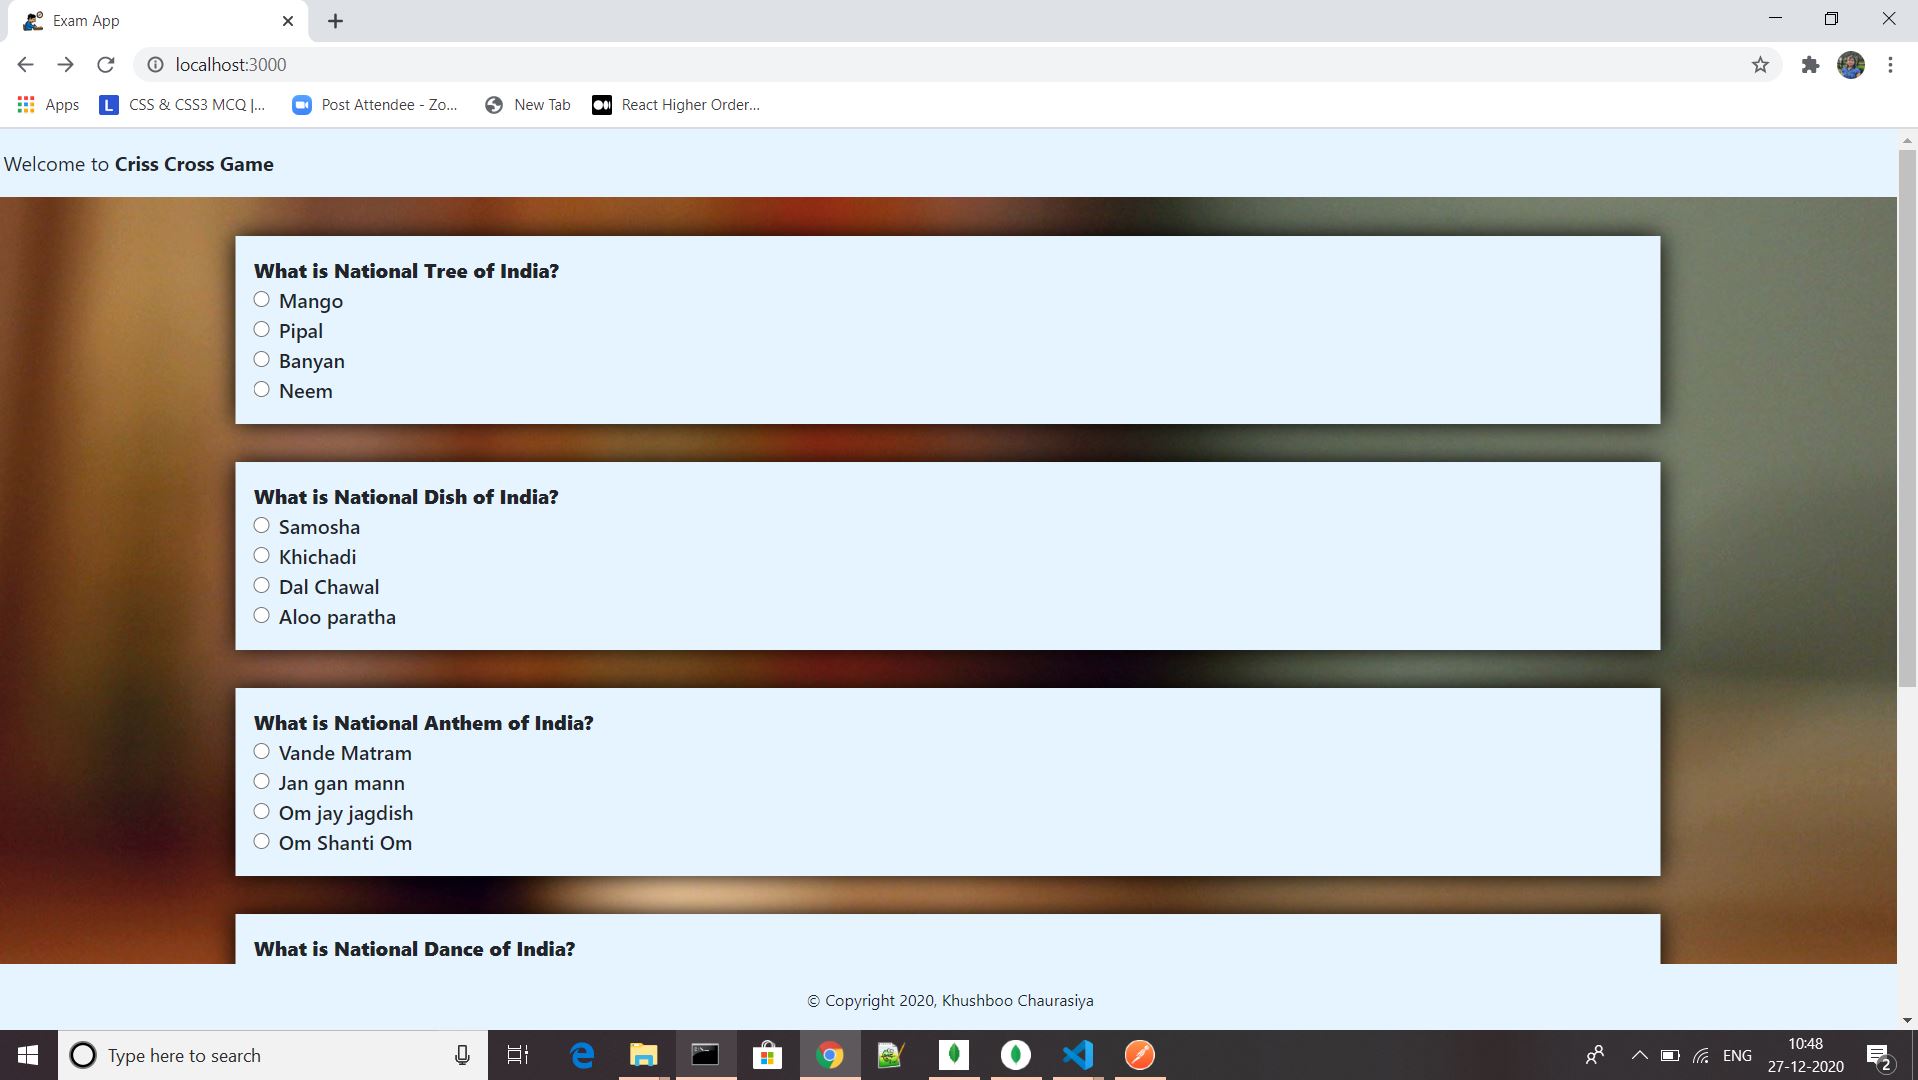 Exam App
localhost:3000
Apps
CSS & CSS3 MCQ |...
Post Attendee - Zo...
New Tab
React Higher Order...
Welcome to Criss Cross Game
What is National Tree of India?
Mango
Pipal
Banyan
Neem
What is National Dish of India?
Samosha
Khichadi
Dal Chawal
Aloo paratha
What is National Anthem of India?
Vande Matram
Jan gan mann
Om jay jagdish
Om Shanti Om
What is National Dance of India?
© Copyright 2020, Khushboo Chaurasiya
Type here to search
ENG
10:48
27-12-2020
2